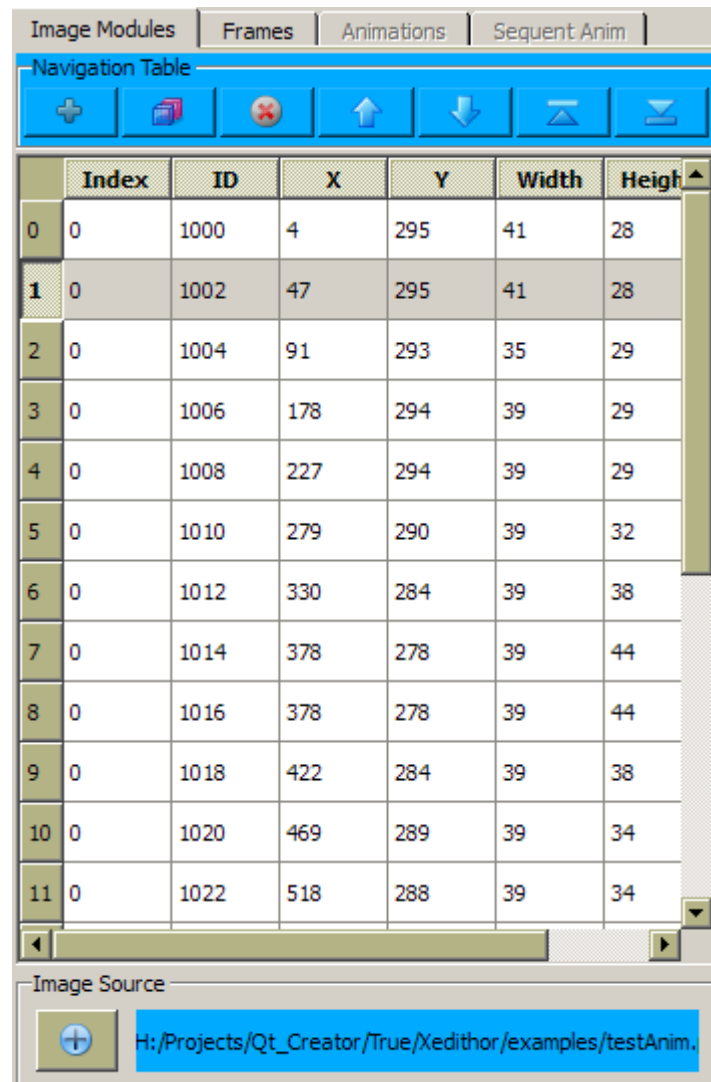 Image Modules Frames Animations Sequent Anim
Navigation Table
Index ID X Y Width Heigh
0 0 1000 4 295 41 28
1 0 1002 47 295 41 28
2 0 1004 91 293 35 29
3 0 1006 178 294 39 29
4 0 1008 227 294 39 29
5 0 1010 279 290 39 32
6 0 1012 330 284 39 38
7 0 1014 378 278 39 44
8 0 1016 378 278 39 44
9 0 1018 422 284 39 38
10 0 1020 469 289 39 34
11 0 1022 518 288 39 34
Image Source
H:/Projects/Qt_Creator/True/Xedithor/examples/testAnim.